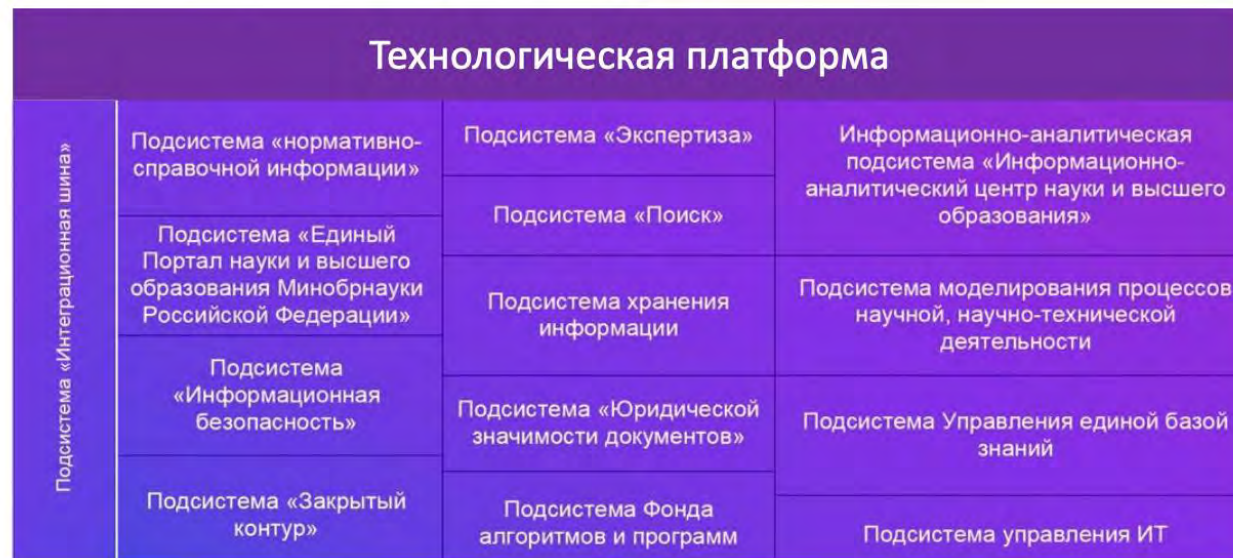 Технологическая платформа
Подсистема «Интеграционная шина»
Подсистема «нормативно-
справочной информации»
Подсистема «Единый
Портал науки и высшего
образования Минобрнауки
Российской Федерации»
Подсистема
«Информационная
безопасность»
Подсистема «Закрытый
контур»
Подсистема «Экспертиза»
Подсистема «Поиск»
Подсистема хранения
информации
Подсистема «Юридической
значимости документов»
Подсистема Фонда
алгоритмов и программ
Информационно-аналитическая
подсистема «Информационно-
аналитический центр науки и высшего
образования»
Подсистема моделирования процессов
научной, научно-технической
деятельности
Подсистема Управления единой базой
знаний
Подсистема управления ИТ